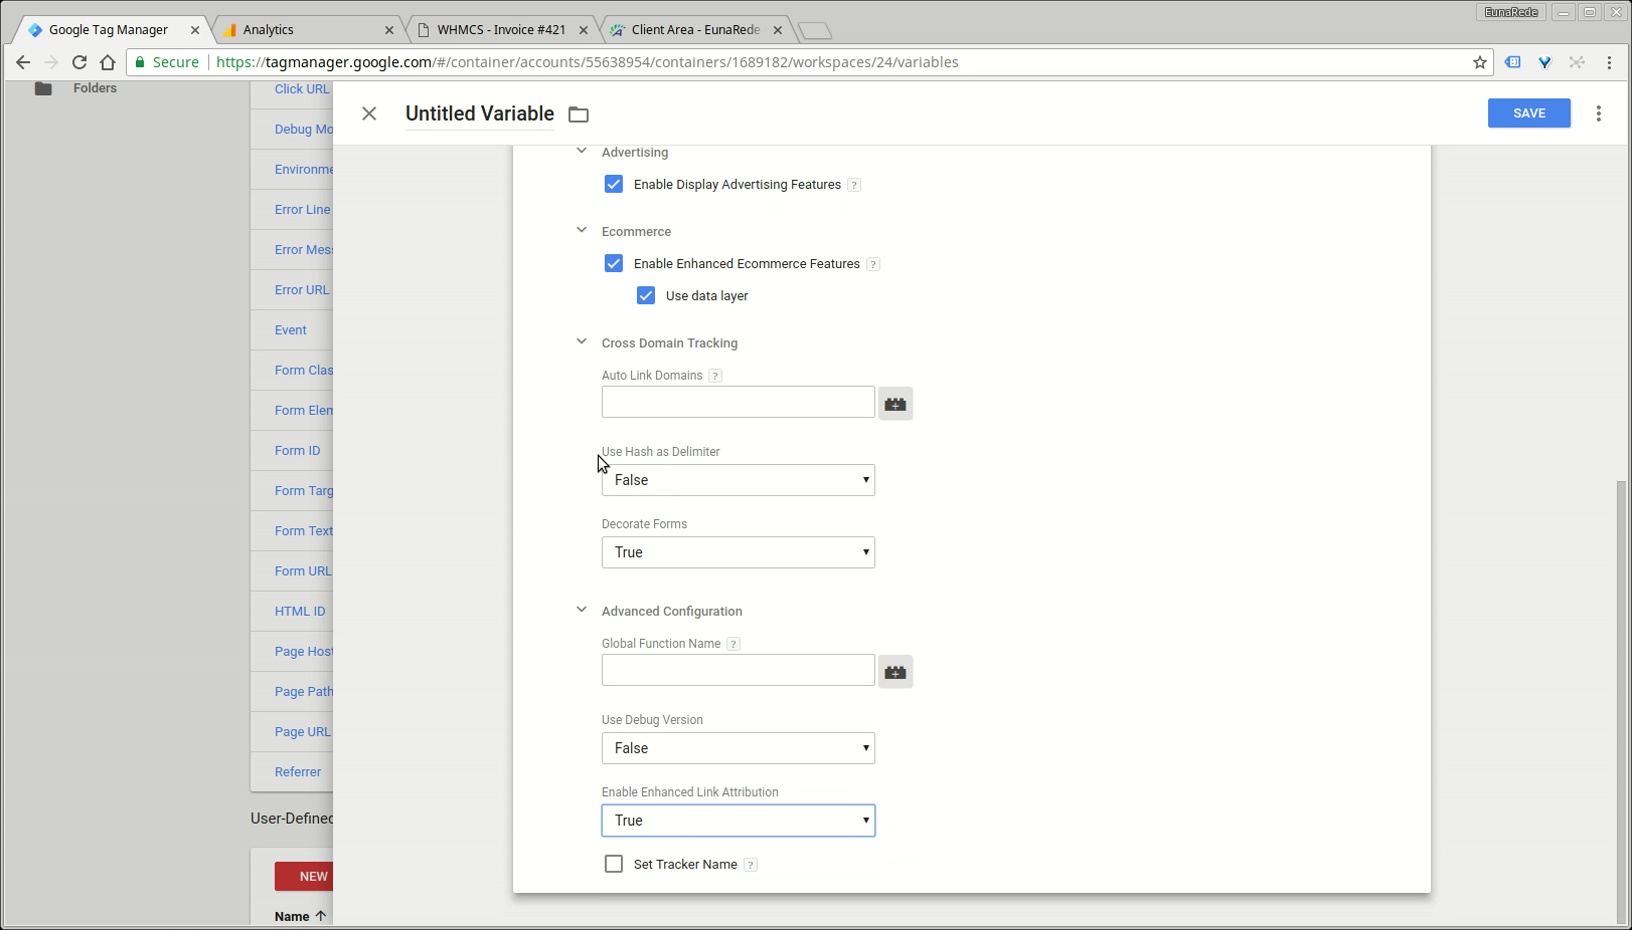 EunaRede
Google Tag Manager
Analytics
WHMCS - Invoice #421
Client Area - EunaRede
Secure https://tagmanager.google.com/#/container/accounts/55638954/containers/1689182/workspaces/24/variables
Folders
Click URL
Debug Mo
Environme
Error Line
Error Mess
Error URL
Event
Form Clas
Form Elem
Form ID
Form Targ
Form Text
Form URL
HTML ID
Page Host
Page Path
Page URL
Referrer
User-Defined
NEW
Name ↑
Untitled Variable
SAVE
Advertising
Enable Display Advertising Features ?
Ecommerce
Enable Enhanced Ecommerce Features ?
Use data layer
Cross Domain Tracking
Auto Link Domains ?
Use Hash as Delimiter
False
Decorate Forms
True
Advanced Configuration
Global Function Name ?
Use Debug Version
False
Enable Enhanced Link Attribution
True
Set Tracker Name ?